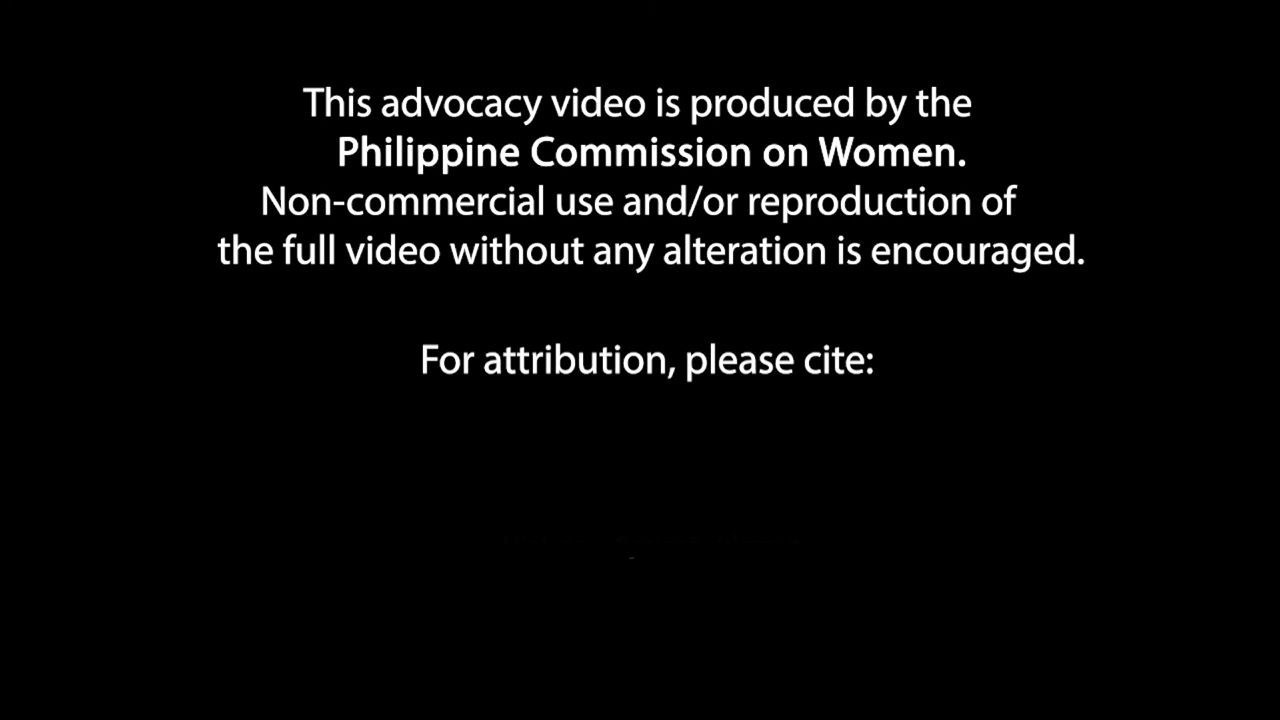 This advocacy video is produced by the
Philippine Commission on Women.
Non-commercial use and/or reproduction of
the full video without any alteration is encouraged.
For attribution, please cite: